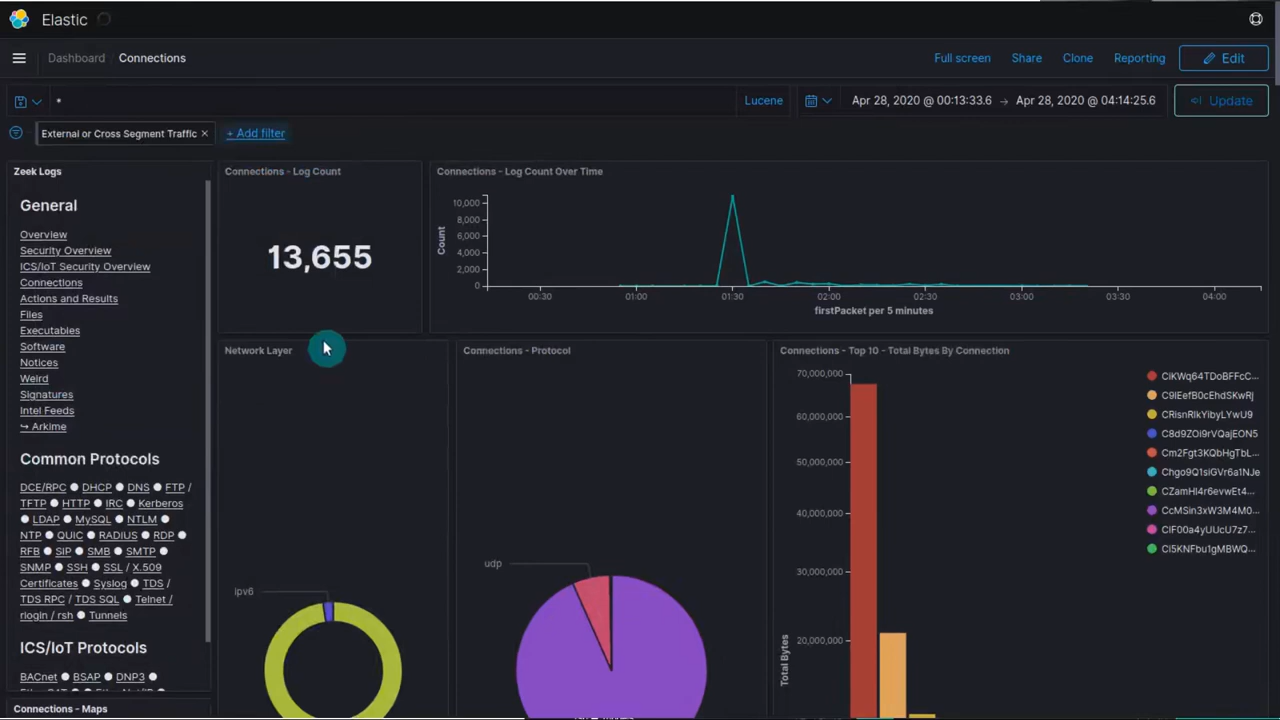 Elastic
Dashboard Connections Full screen Share Clone Reporting Edit
* Lucene Apr 28, 2020 @ 00:13:33.6 → Apr 28, 2020 @ 04:14:25.6 Update
External or Cross Segment Traffic × + Add filter
Zeek Logs
General
Overview
Security Overview
ICS/IoT Security Overview
Connections
Actions and Results
Files
Executables
Software
Notices
Weird
Signatures
Intel Feeds
↪ Arkime
Common Protocols
DCE/RPC ● DHCP ● DNS ● FTP /
TFTP ● HTTP ● IRC ● Kerberos
● LDAP ● MySQL ● NTLM ●
NTP ● QUIC ● RADIUS ● RDP ●
RFB ● SIP ● SMB ● SMTP ●
SNMP ● SSH ● SSL / X.509
Certificates ● Syslog ● TDS /
TDS RPC / TDS SQL ● Telnet /
rlogin / rsh ● Tunnels
ICS/IoT Protocols
BACnet ● BSAP ● DNP3 ●
Connections - Maps
Connections - Log Count
13,655
Connections - Log Count Over Time
Count
10,000
8,000
6,000
4,000
2,000
0
00:30 01:00 01:30 02:00 02:30 03:00 03:30 04:00
firstPacket per 5 minutes
Network Layer
ipv6
Connections - Protocol
udp
Connections - Top 10 - Total Bytes By Connection
Total Bytes
70,000,000
60,000,000
50,000,000
40,000,000
30,000,000
20,000,000
CiKWq64TDoBFFcC...
C9IEefB0cEhdSKwRj
CRlsnRlkYibyLYwU9
C8d9ZOi9rVQajEON5
Cm2Fgt3KQbHgTbL...
Chgo9Q1slGVr6a1NJe
CZamHl4r6evwEt4...
CcMSin3xW3M4M0...
CIF00a4yUUcU7z7...
Ci5KNFbu1gMBWQ...